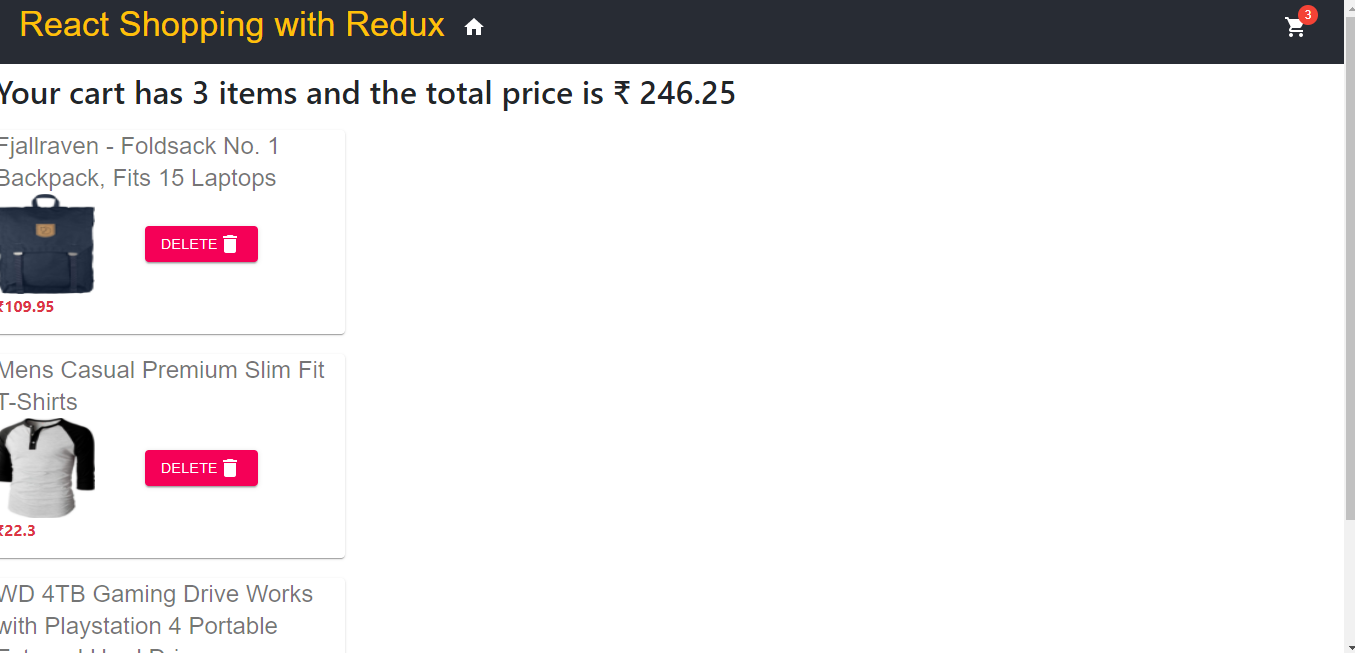 React Shopping with Redux
3
Your cart has 3 items and the total price is ₹ 246.25
Fjallraven - Foldsack No. 1
Backpack, Fits 15 Laptops
DELETE
₹109.95
Mens Casual Premium Slim Fit
T-Shirts
DELETE
₹22.3
WD 4TB Gaming Drive Works
with Playstation 4 Portable